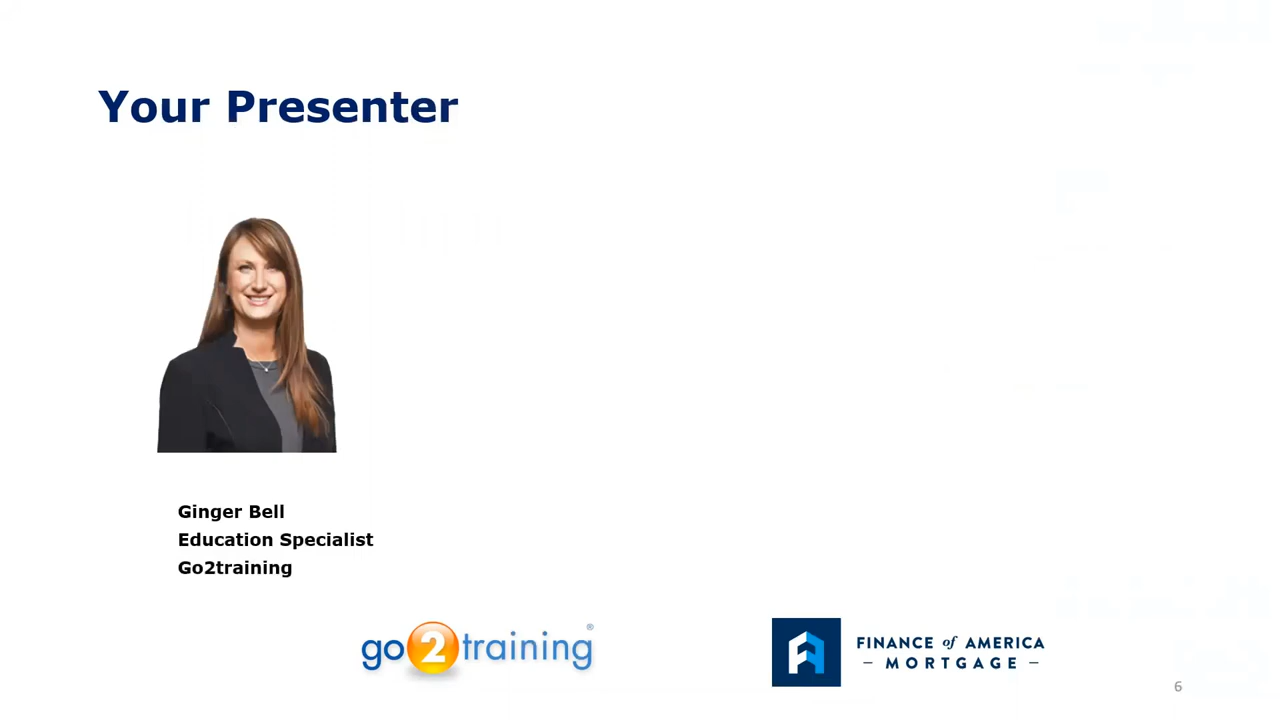 Your Presenter
Ginger Bell
Education Specialist
Go2training
go2training®
FINANCE of AMERICA
– MORTGAGE –
6